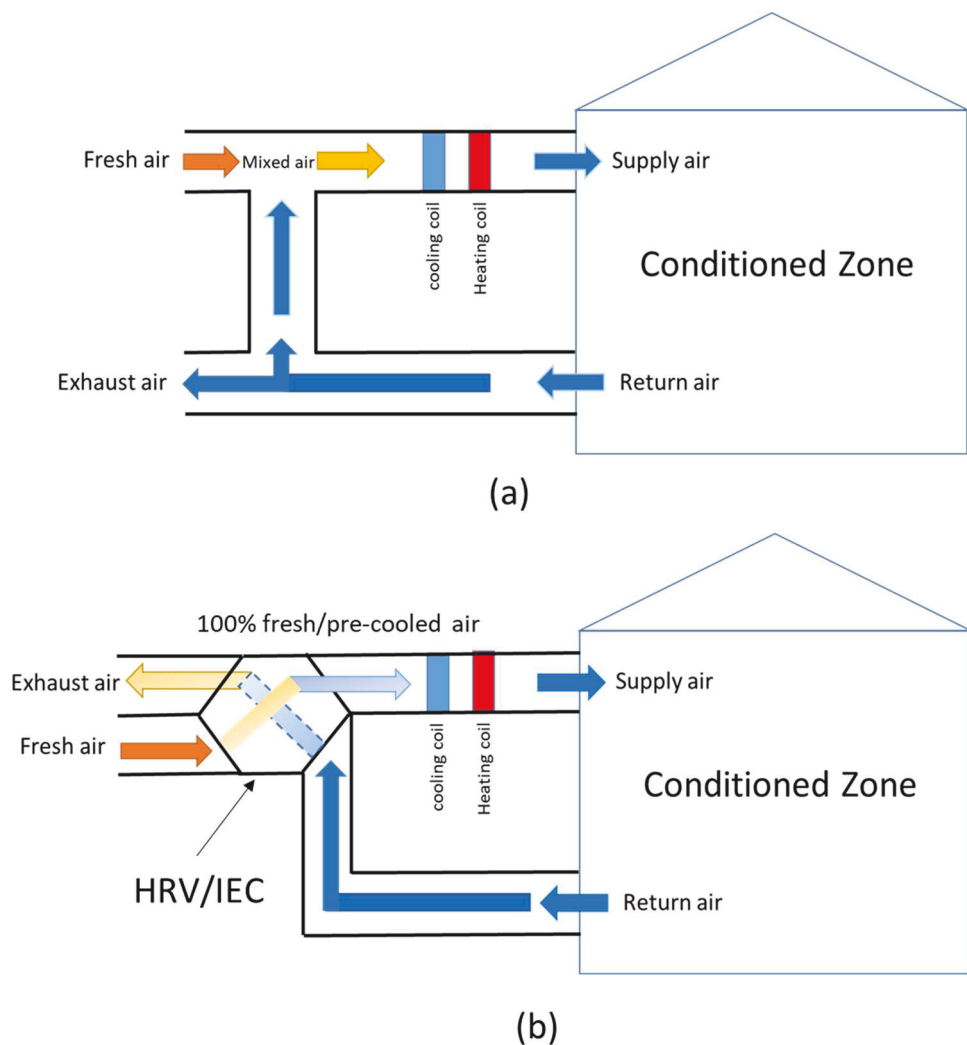 Fresh air
Mixed air
Supply air
cooling coil
Heating coil
Conditioned Zone
Exhaust air
Return air
(a)
100% fresh/pre-cooled air
Exhaust air
Supply air
Fresh air
cooling coil
Heating coil
Conditioned Zone
HRV/IEC
Return air
(b)